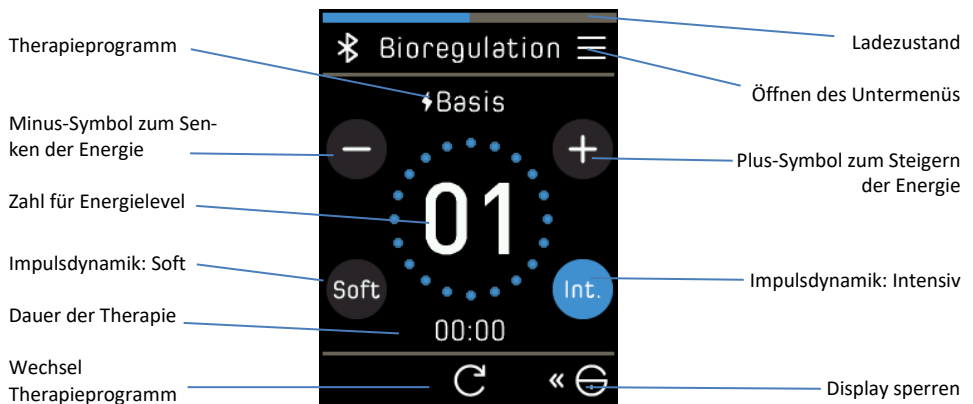 Therapieprogramm
Minus-Symbol zum Sen-
ken der Energie
Zahl für Energielevel
Impulsdynamik: Soft
Dauer der Therapie
Wechsel
Therapieprogramm
Bioregulation
Basis
01
Soft
Int.
00:00
«
Ladezustand
Öffnen des Untermenüs
Plus-Symbol zum Steigern
der Energie
Impulsdynamik: Intensiv
Display sperren